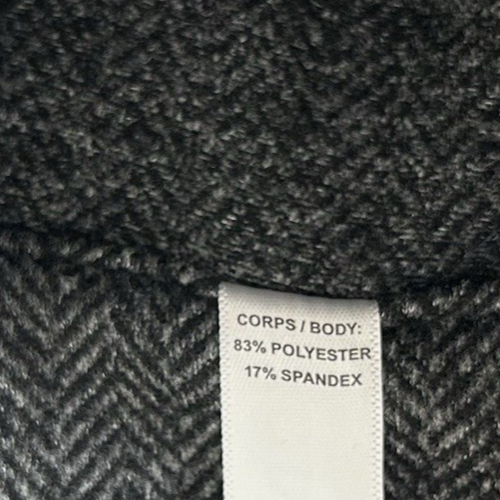 CORPS / BODY:
83% POLYESTER
17% SPANDEX